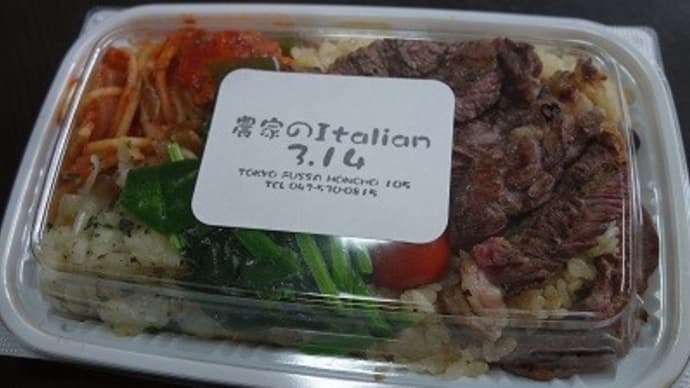 農家のItalian
3.14
TOKYO FUSSA HONCHO 105
TEL 042-570-0815